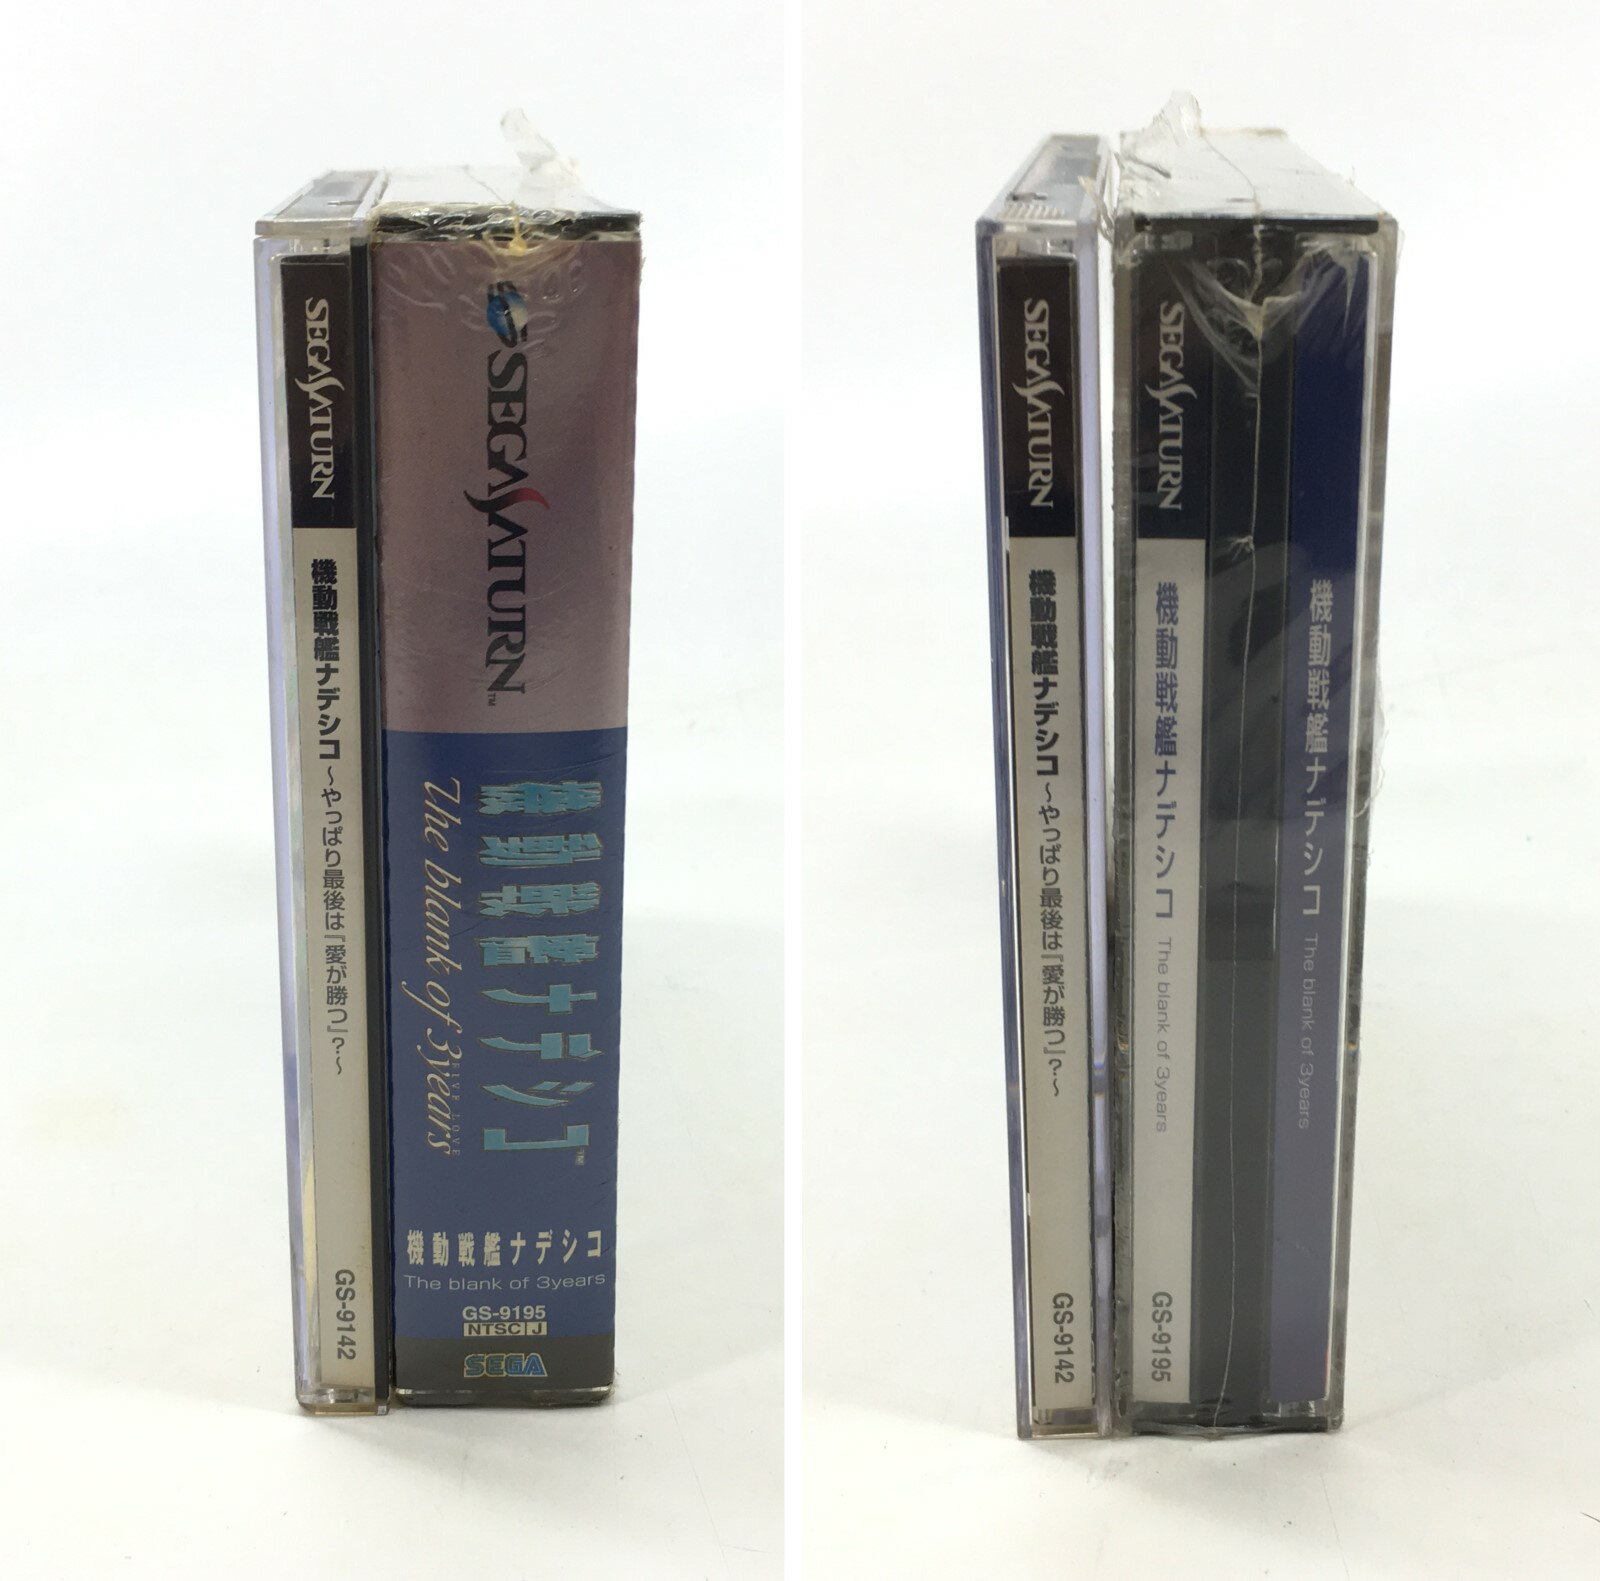 SEGA SATURN
機動戦艦ナデシコ～やっぱり最後は『愛が勝つ』?～
GS-9142
SEGA SATURN™
機動戦艦ナデシコ™
The blank of 3years
機動戦艦ナデシコ
The blank of 3years
GS-9195
NTSC J
SEGA
SEGA SATURN
機動戦艦ナデシコ～やっぱり最後は『愛が勝つ』?～
GS-9142
SEGA SATURN
機動戦艦ナデシコ The blank of 3years
GS-9195
機動戦艦ナデシコ The blank of 3years